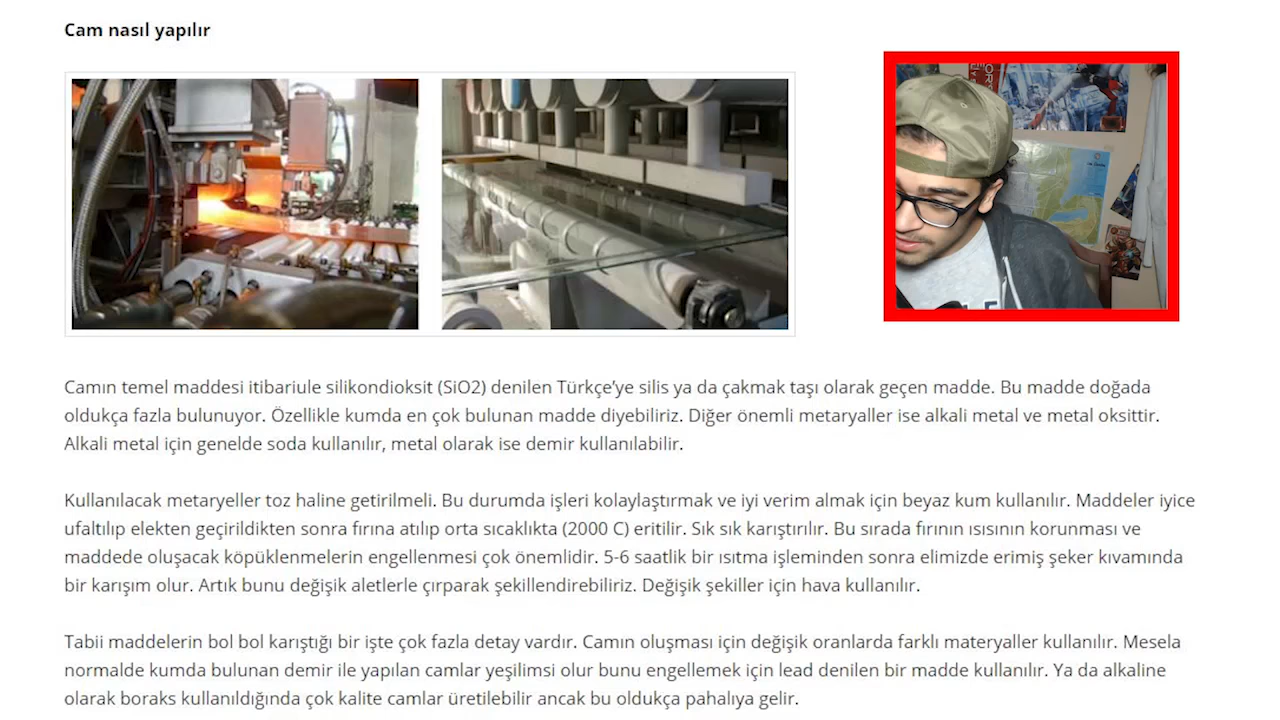 Cam nasıl yapılır
Camın temel maddesi itibariule silikondioksit (SiO2) denilen Türkçe’ye silis ya da çakmak taşı olarak geçen madde. Bu madde doğada
oldukça fazla bulunuyor. Özellikle kumda en çok bulunan madde diyebiliriz. Diğer önemli metaryaller ise alkali metal ve metal oksittir.
Alkali metal için genelde soda kullanılır, metal olarak ise demir kullanılabilir.
Kullanılacak metaryeller toz haline getirilmeli. Bu durumda işleri kolaylaştırmak ve iyi verim almak için beyaz kum kullanılır. Maddeler iyice
ufaltılıp elekten geçirildikten sonra fırına atılıp orta sıcaklıkta (2000 C) eritilir. Sık sık karıştırılır. Bu sırada fırının ısısının korunması ve
maddede oluşacak köpüklenmelerin engellenmesi çok önemlidir. 5-6 saatlik bir ısıtma işleminden sonra elimizde erimiş şeker kıvamında
bir karışım olur. Artık bunu değişik aletlerle çırparak şekillendirebiliriz. Değişik şekiller için hava kullanılır.
Tabii maddelerin bol bol karıştığı bir işte çok fazla detay vardır. Camın oluşması için değişik oranlarda farklı materyaller kullanılır. Mesela
normalde kumda bulunan demir ile yapılan camlar yeşilimsi olur bunu engellemek için lead denilen bir madde kullanılır. Ya da alkaline
olarak boraks kullanıldığında çok kalite camlar üretilebilir ancak bu oldukça pahalıya gelir.